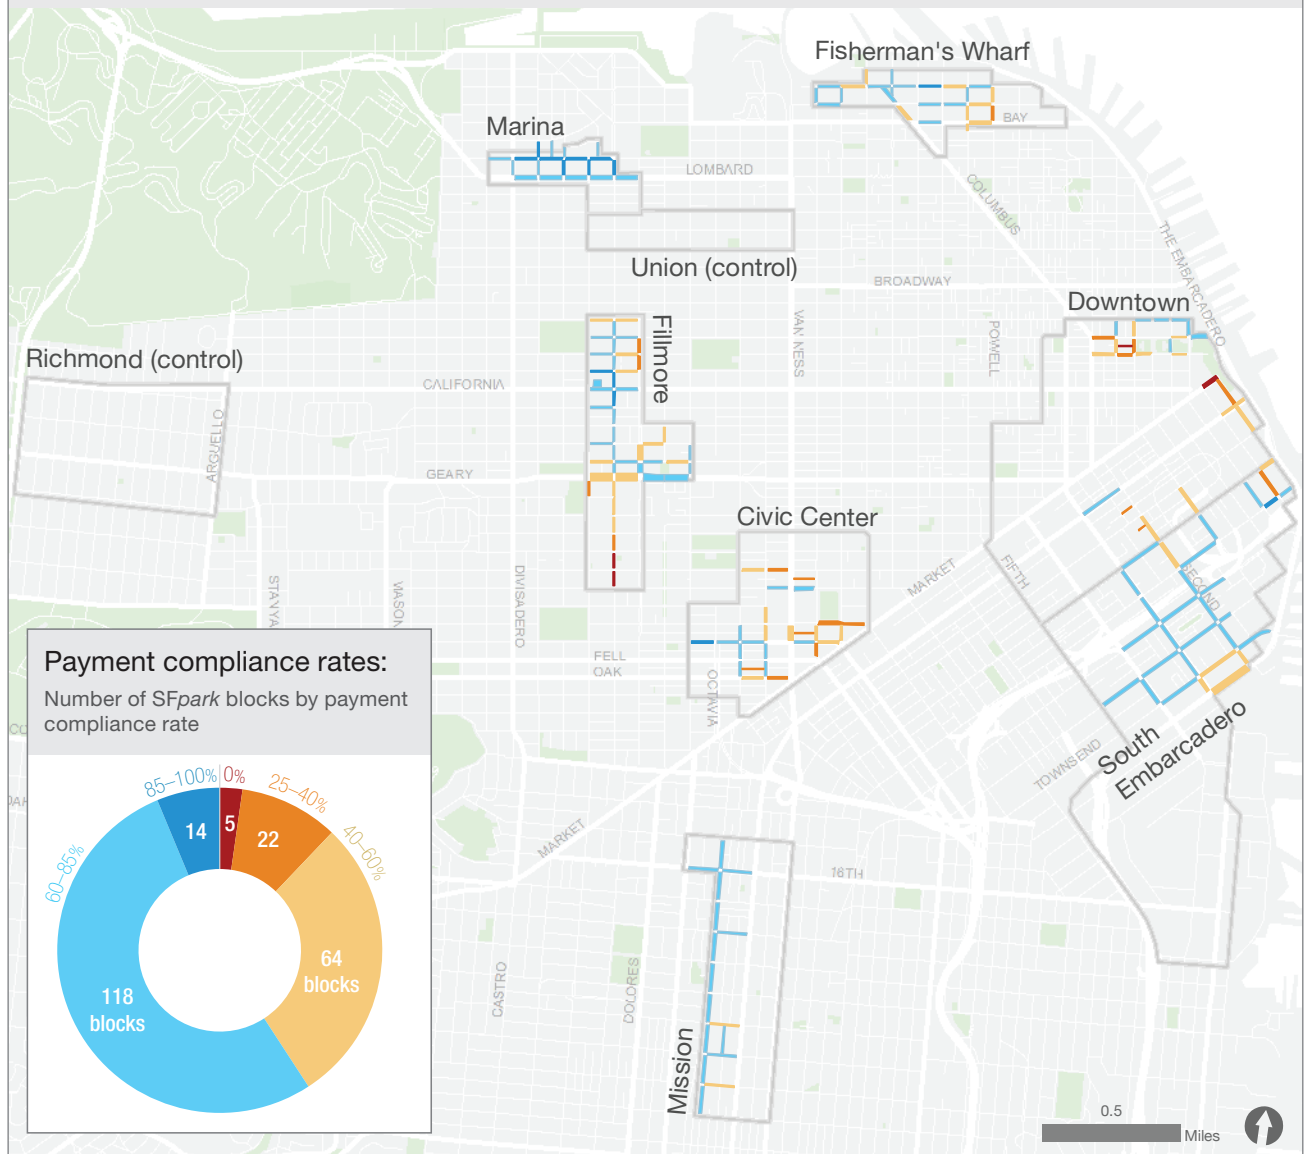 Fisherman's Wharf
BAY
Marina
LOMBARD
COLUMBUS
THE EMBARCADERO
Union (control)
BROADWAY
Downtown
Richmond (control)
Fillmore
VAN NESS
POWELL
CALIFORNIA
ARGUELLO
GEARY
Civic Center
MARKET
FIFTH
SECOND
STANYA
MASON
DIVISADERO
FELL
OAK
OCTAVIA
South
Embarcadero
TOWNSEND
MARKET
16TH
CASTRO
DOLORES
Mission
Payment compliance rates:
Number of SFpark blocks by payment
compliance rate
85–100%
0%
25–40%
40–60%
60–85%
14
5
22
64
blocks
118
blocks
0.5
Miles